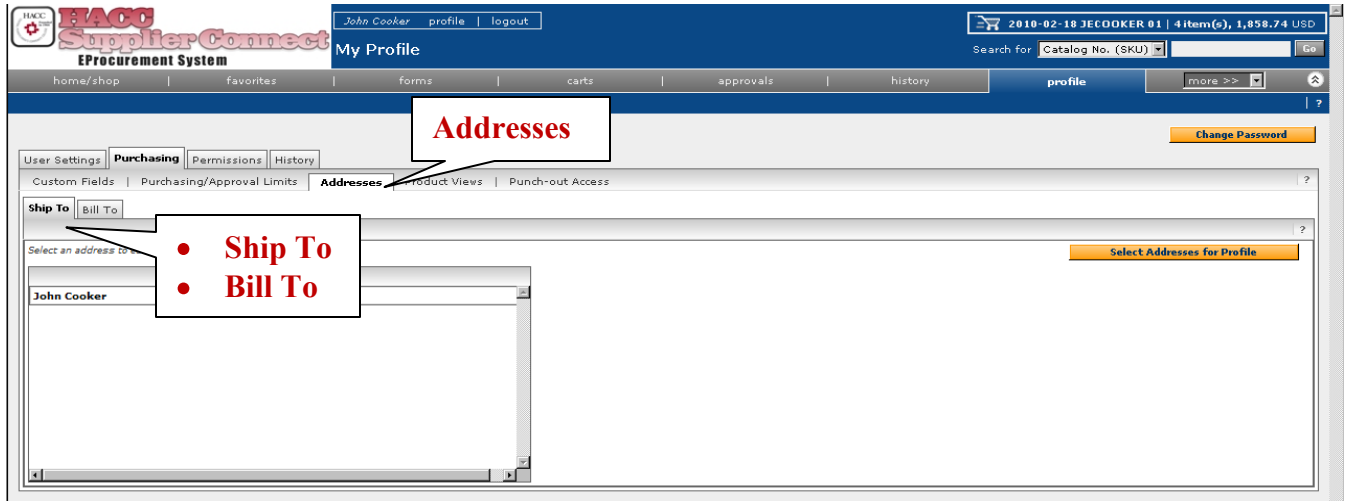 HACC
HACC
Supplier Connect
EProcurement System
John Cooker profile | logout
My Profile
2010-02-18 JECOOKER 01 | 4 item(s), 1,858.74 USD
Search for Catalog No. (SKU) Go
home/shop | favorites | forms | carts | approvals | history profile more >>
| ?
Addresses
Change Password
User Settings Purchasing Permissions History
Custom Fields | Purchasing/Approval Limits Addresses Product Views | Punch-out Access ?
Ship To Bill To
?
Select an address to
Select Addresses for Profile
• Ship To
• Bill To
John Cooker